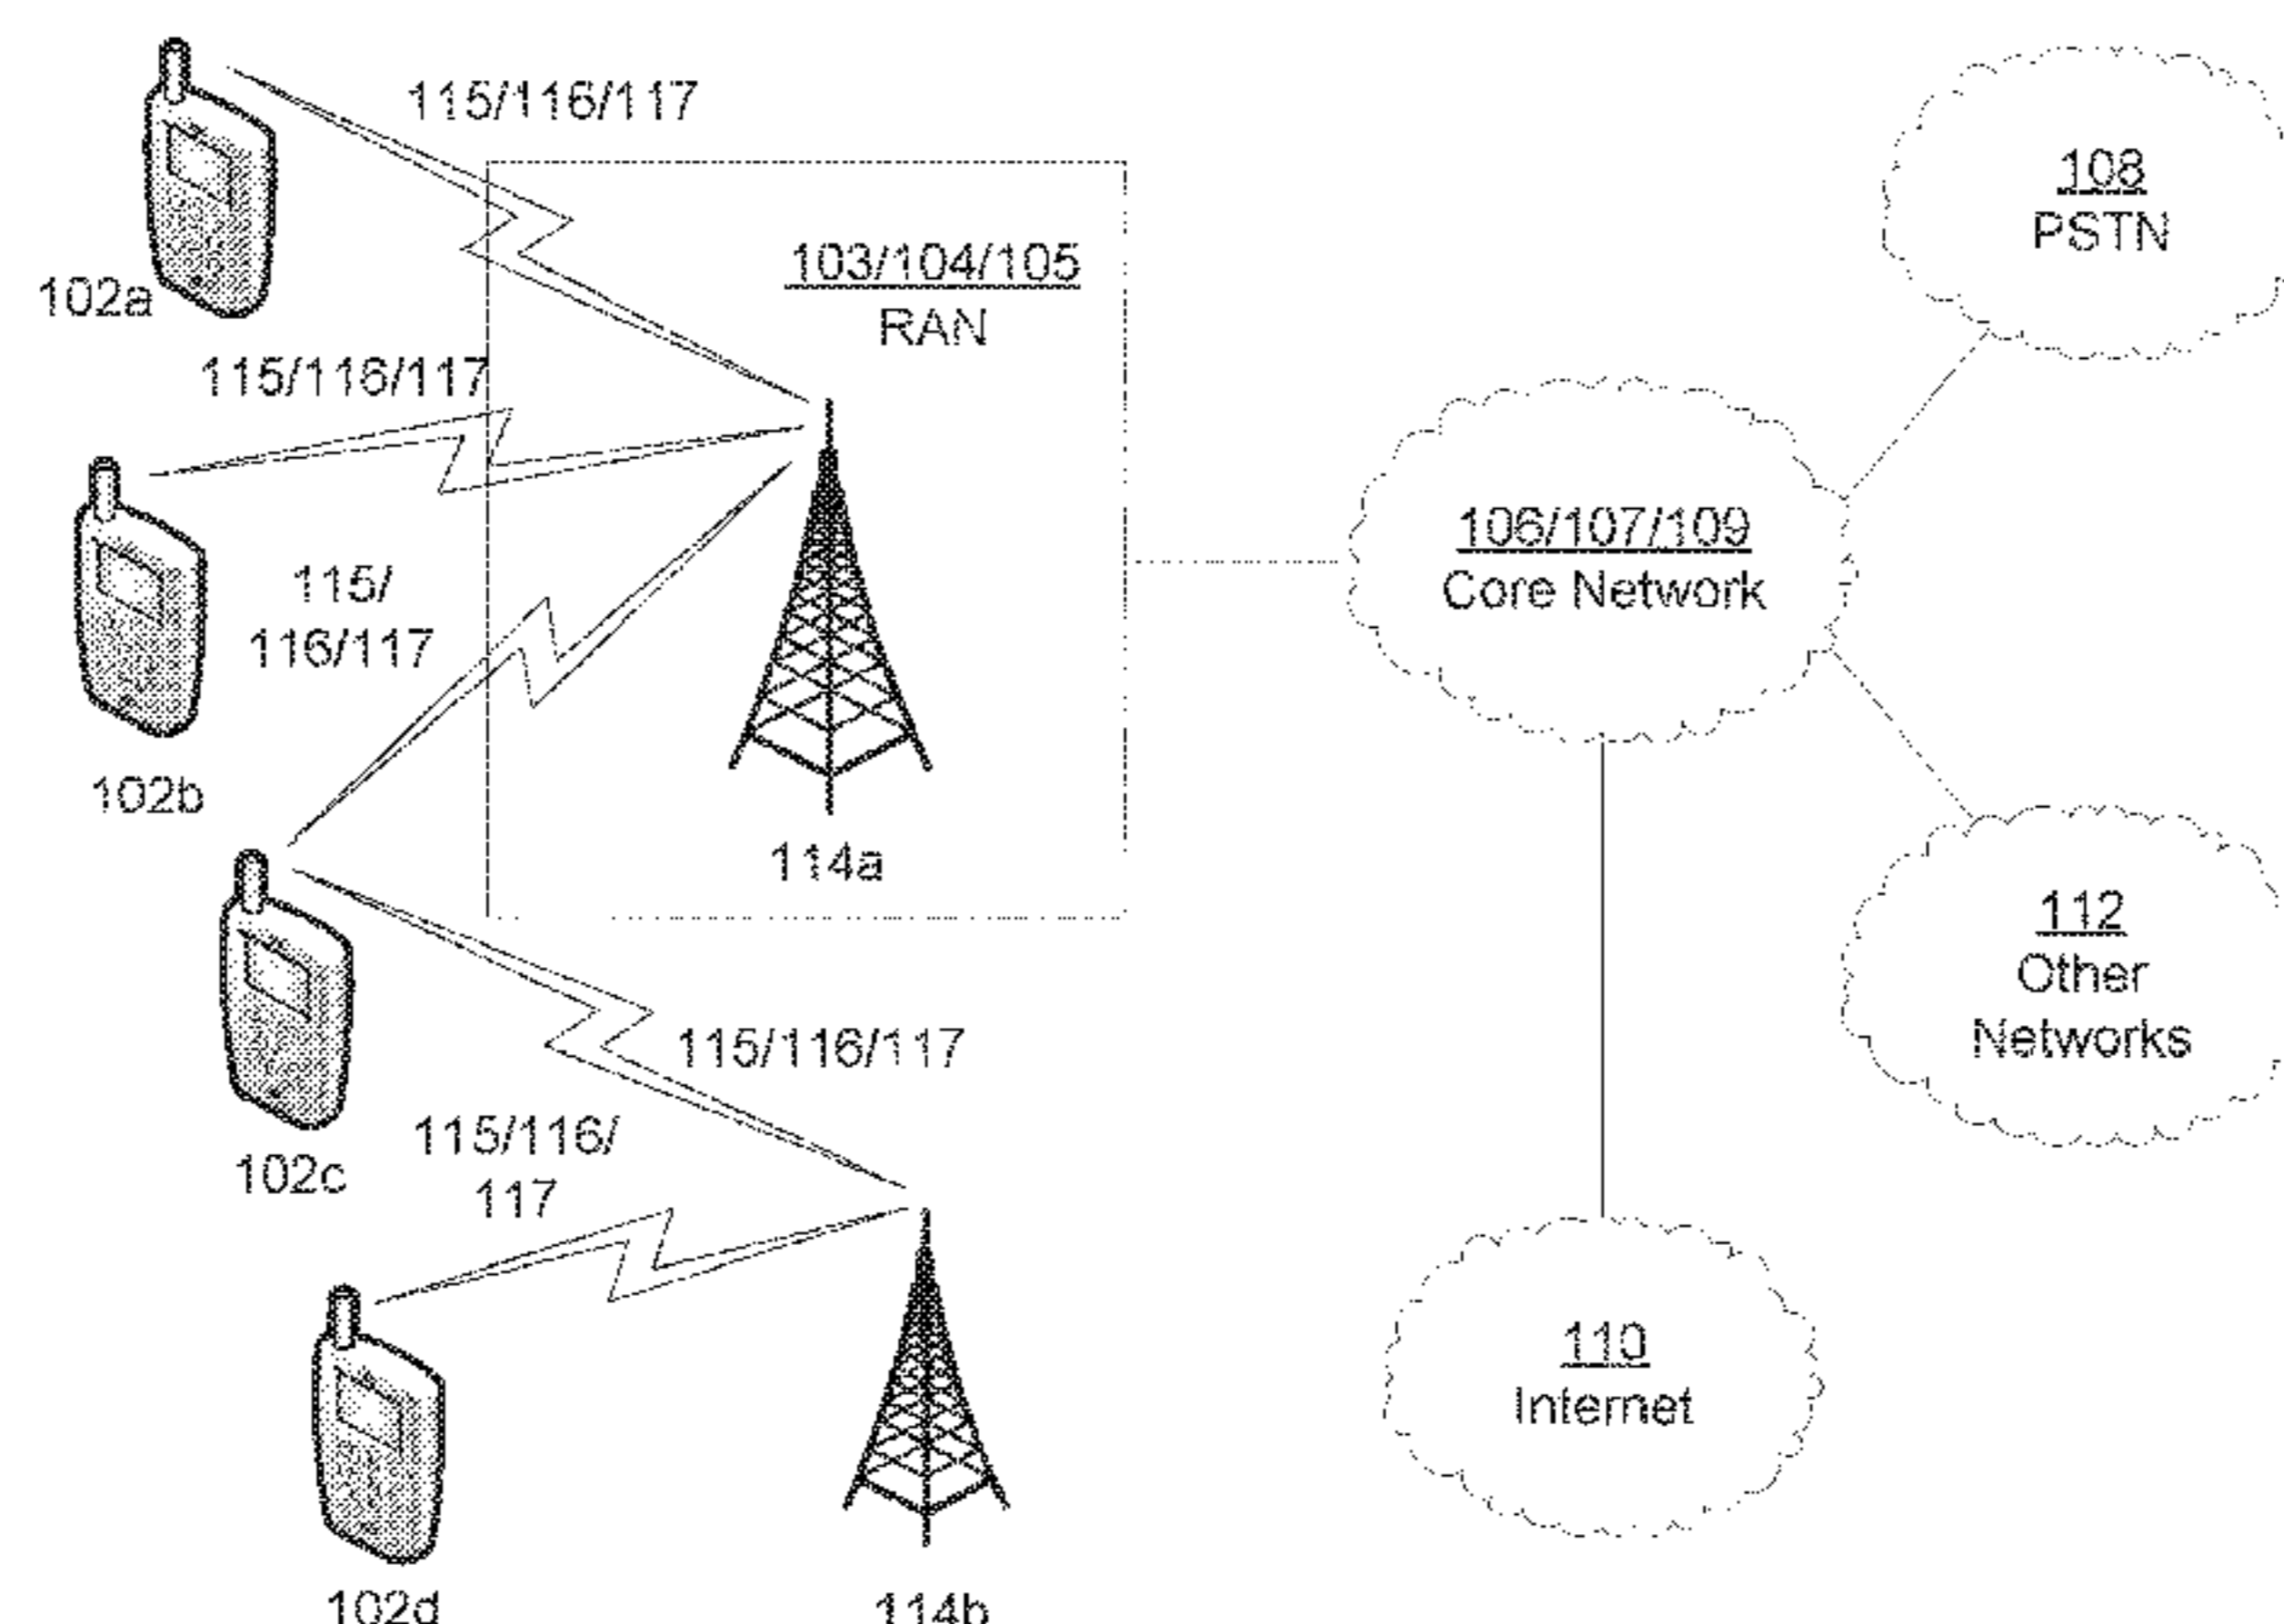 115/116/117
108
PSTN
103/104/105
RAN
102a
115/116/117
106/107/109
Core Network
115/
116/117
102b
114a
112
Other
Networks
115/116/117
115/116/
117
102c
110
Internet
102d
114b